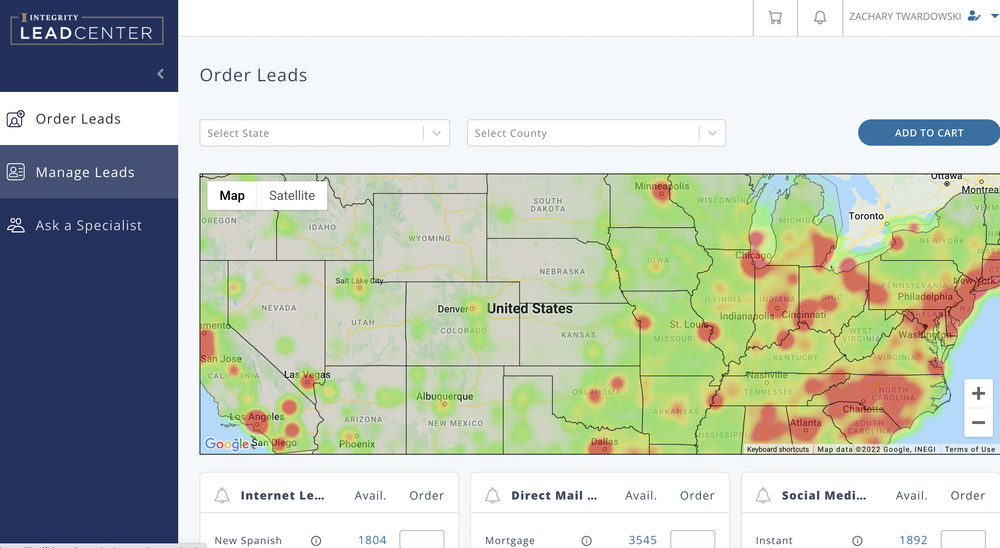 INTEGRITY
LEADCENTER
ZACHARY TWARDOWSKI
Order Leads
Manage Leads
Ask a Specialist
Order Leads
Select State
Select County
ADD TO CART
Map
Satellite
OREGON
IDAHO
WYOMING
SOUTH
DAKOTA
Minneapolis
WISCONSIN
MICHIGAN
Toronto
Ottawa
Montreal
VERM
NEW YORK
HA
MASS
CT
IOWA
Chicago
NEBRASKA
Salt Lake City
NEVADA
UTAH
Denver
United States
COLORADO
KANSAS
ILLINOIS
INDIANA
OHIO
PENNSYLVANIA
New York
Philadelphia
NJ
MARYLAND
DE
Indianapolis
Cincinnati
St. Louis
MISSOURI
WEST
VIRGINIA
Washington
KENTUCKY
VIRGINIA
amento
San Jose
CALIFORNIA
Las Vegas
Nashville
TENNESSEE
OKLAHOMA
ARKANSAS
NORTH
CAROLINA
Charlotte
SOUTH
CAROLINA
Atlanta
MISSISSIPPI
Albuquerque
NEW MEXICO
ARIZONA
Phoenix
Los Angeles
San Diego
Dallas
Google
Keyboard shortcuts
Map data ©2022 Google, INEGI
Terms of Use
Internet Le... Avail. Order
New Spanish 1804
Direct Mail ... Avail. Order
Mortgage 3545
Social Medi... Avail. Order
Instant 1892